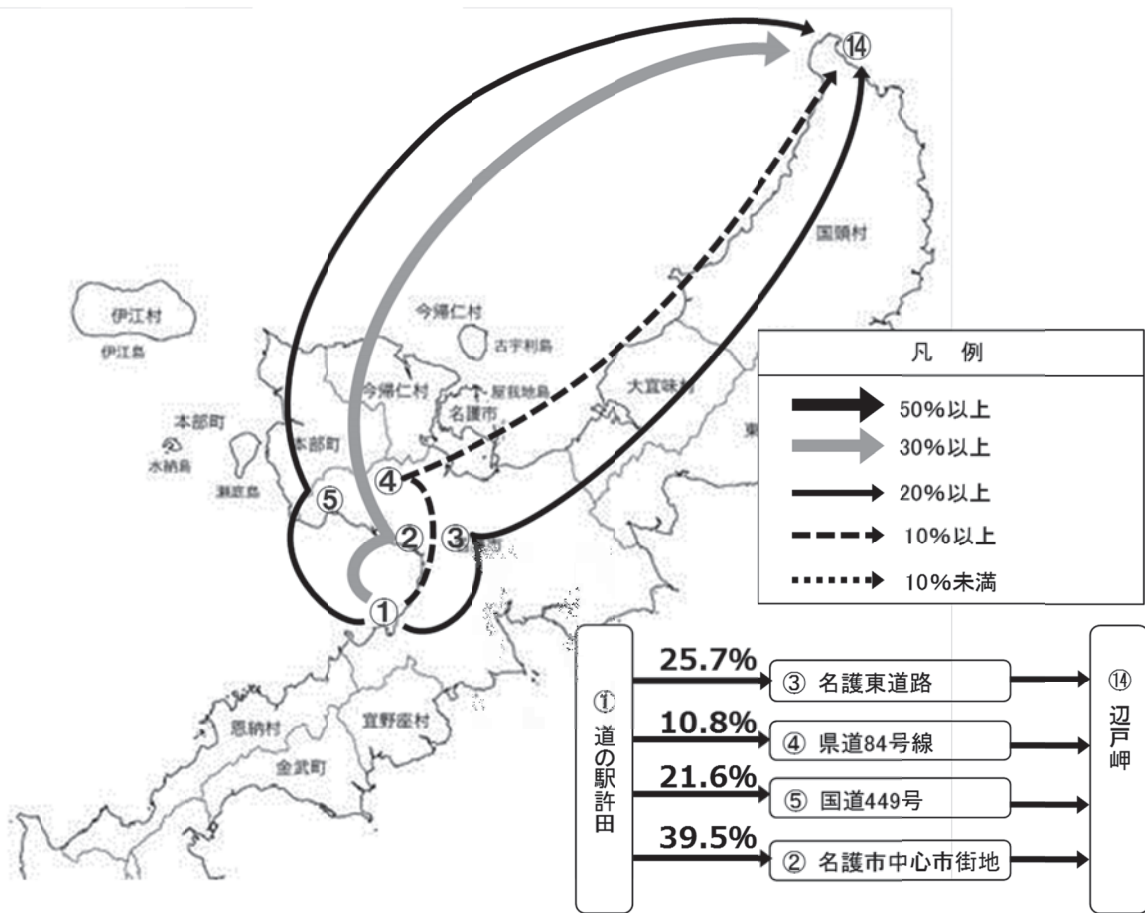 ⑭
国頭村
伊江村
伊江島
今帰仁村
古宇利島
今帰仁村
屋我地島
名護市
大宜味村
東
本部町
水納島
瀬底島
本部町
④
⑤
②
③
①
恩納村
宜野座村
金武町
凡 例
50%以上
30%以上
20%以上
10%以上
10%未満
① 道の駅許田
25.7%
③ 名護東道路
10.8%
④ 県道84号線
21.6%
⑤ 国道449号
39.5%
② 名護市中心市街地
⑭ 辺戸岬